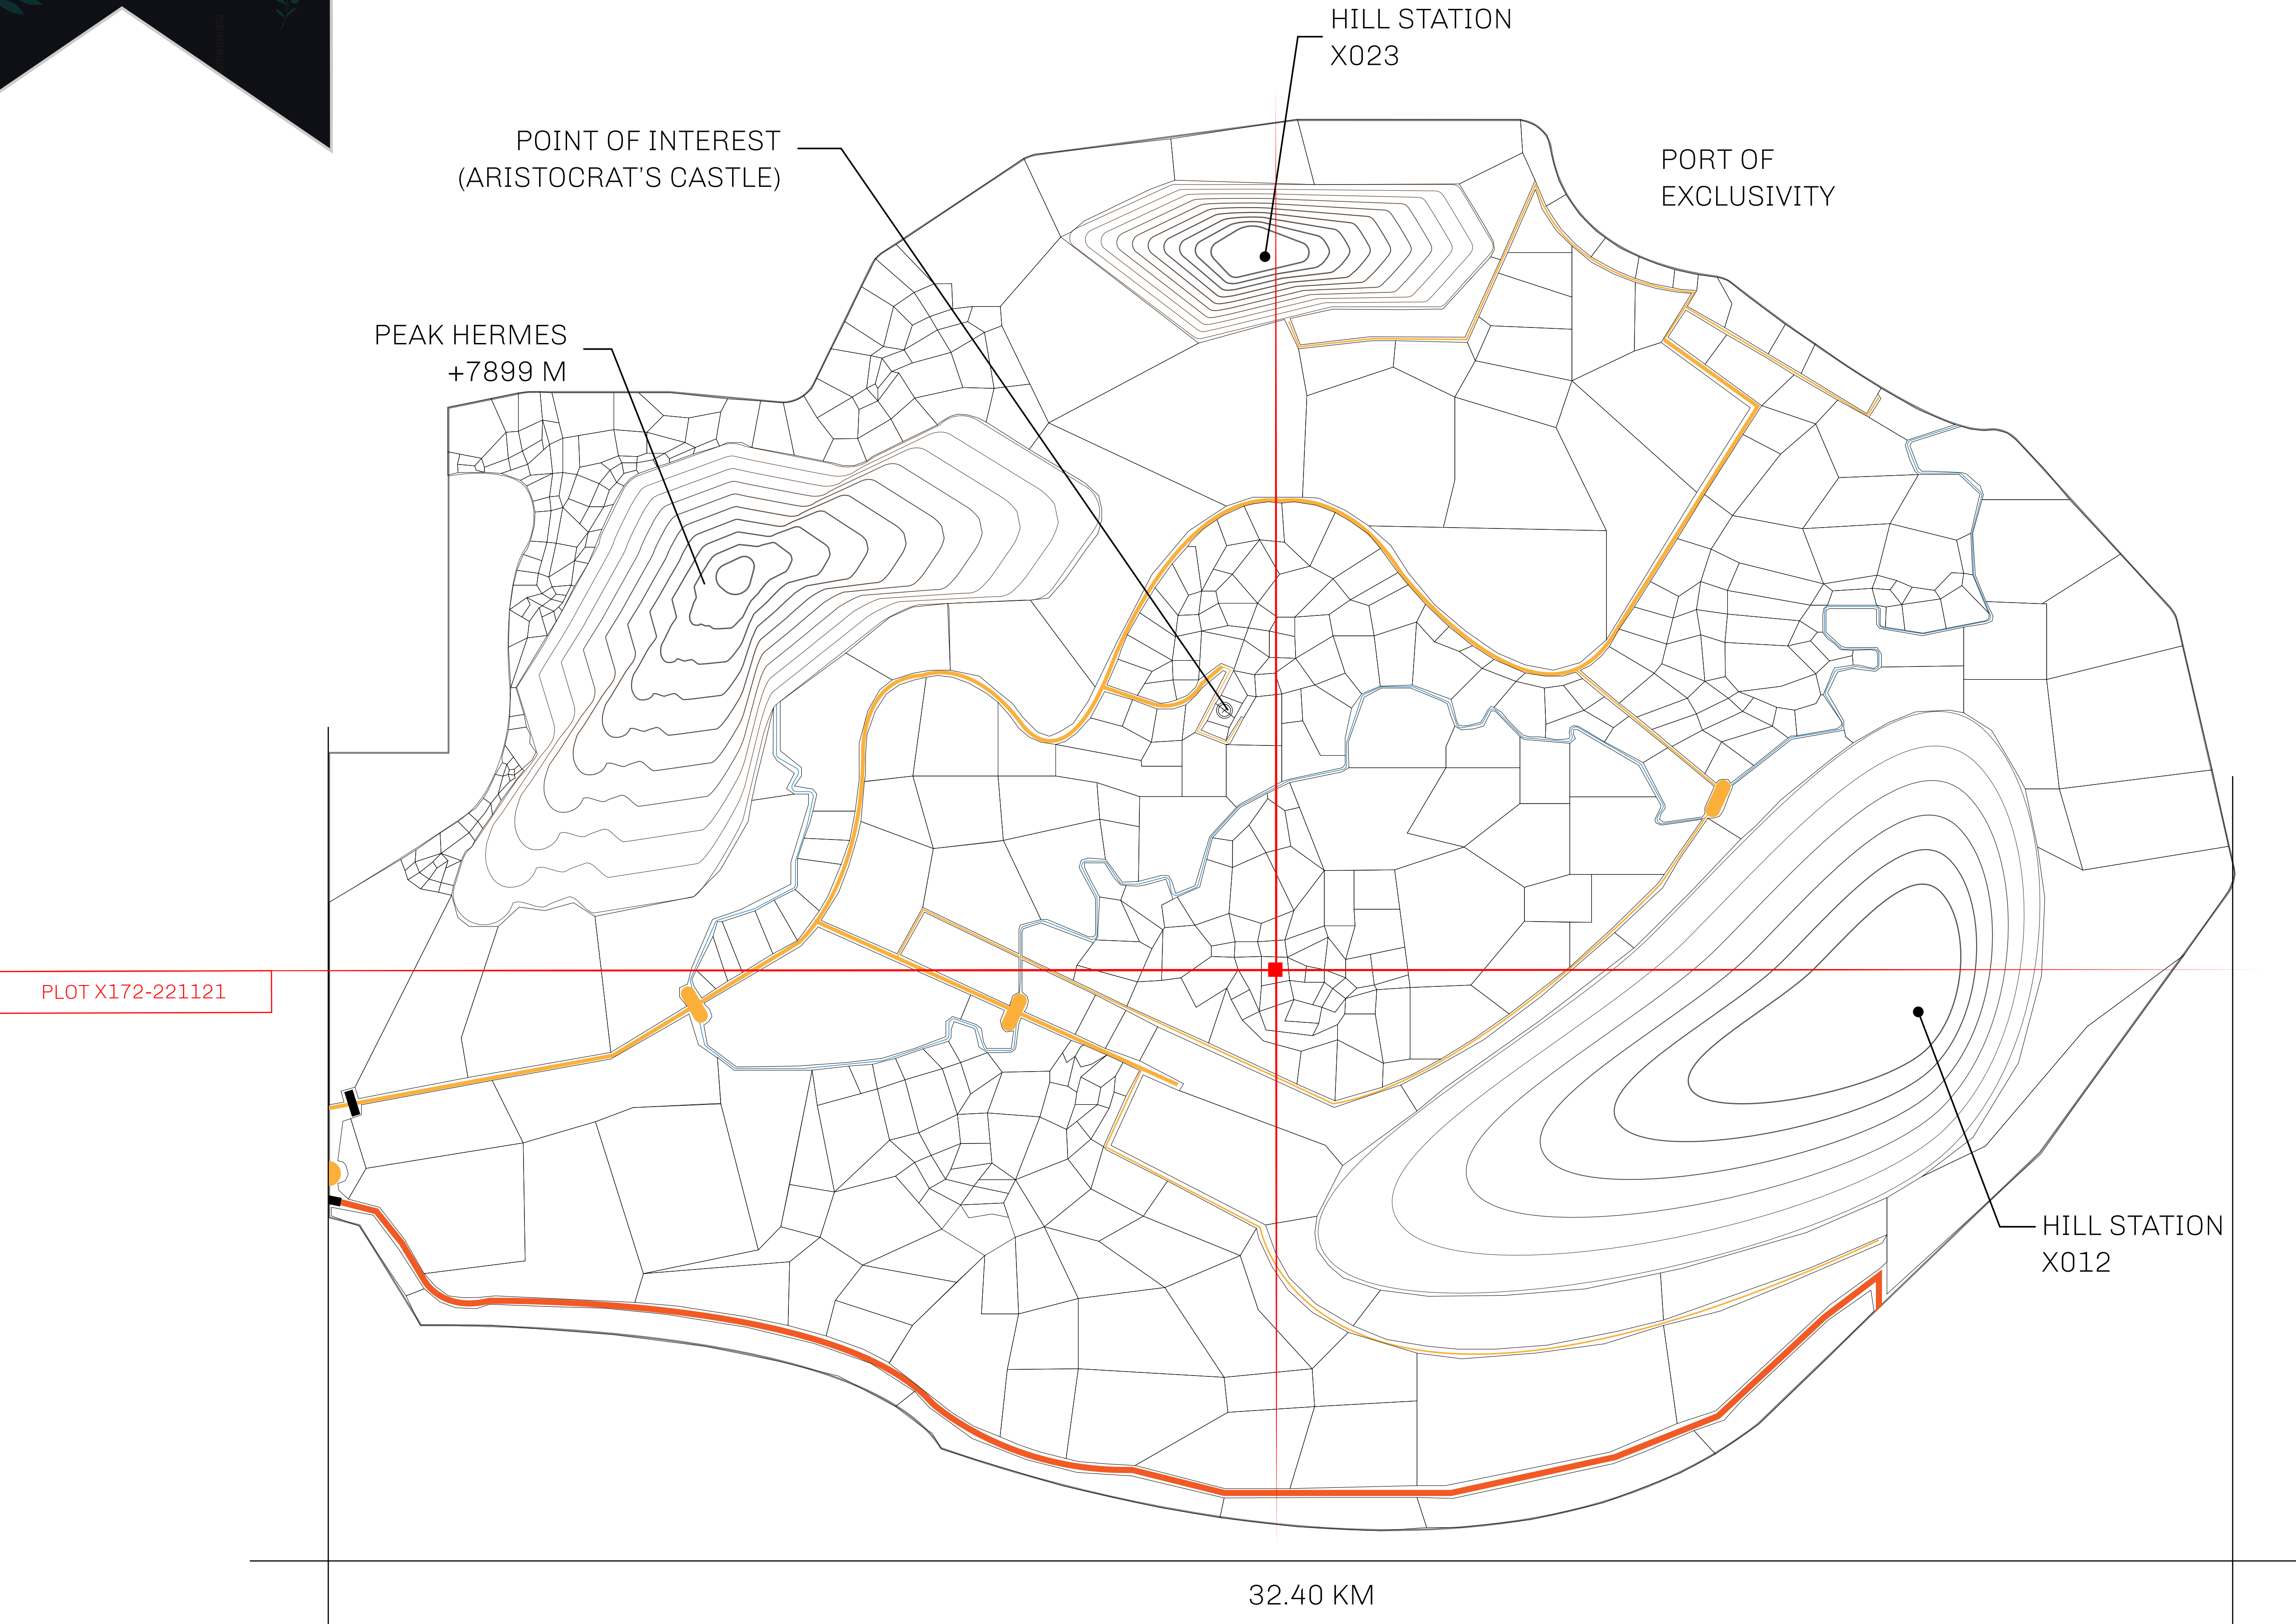 HILL STATION
X023
POINT OF INTEREST
(ARISTOCRAT'S CASTLE)
PORT OF
EXCLUSIVITY
PEAK HERMES
+7899 M
PLOT X172-221121
HILL STATION
X012
32.40 KM